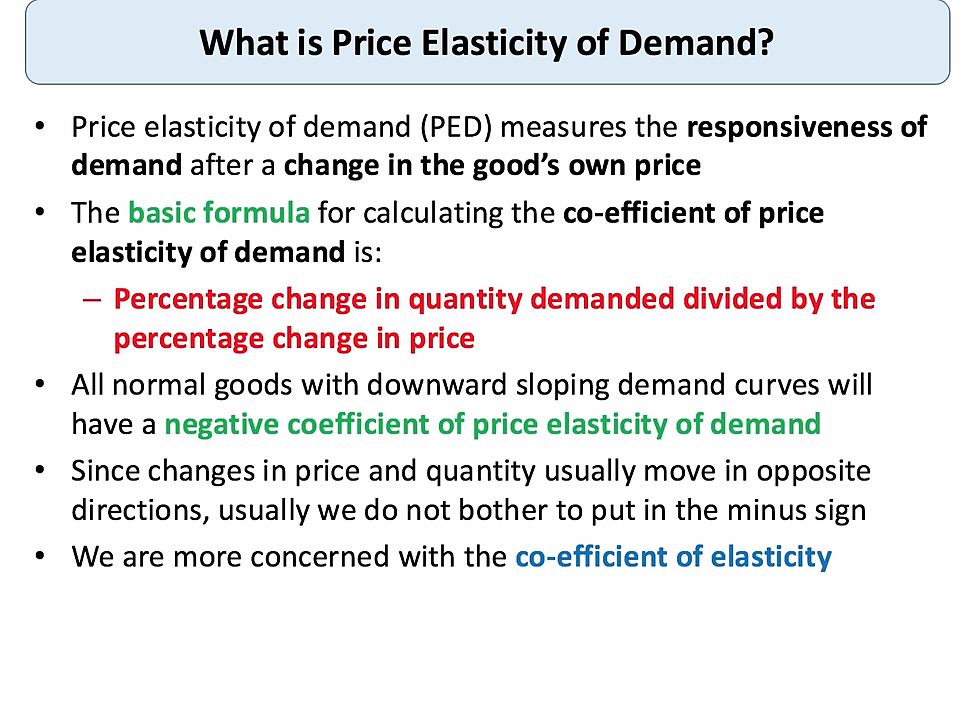 What is Price Elasticity of Demand?
• Price elasticity of demand (PED) measures the responsiveness of
demand after a change in the good’s own price
• The basic formula for calculating the co-efficient of price
elasticity of demand is:
– Percentage change in quantity demanded divided by the
percentage change in price
• All normal goods with downward sloping demand curves will
have a negative coefficient of price elasticity of demand
• Since changes in price and quantity usually move in opposite
directions, usually we do not bother to put in the minus sign
• We are more concerned with the co-efficient of elasticity